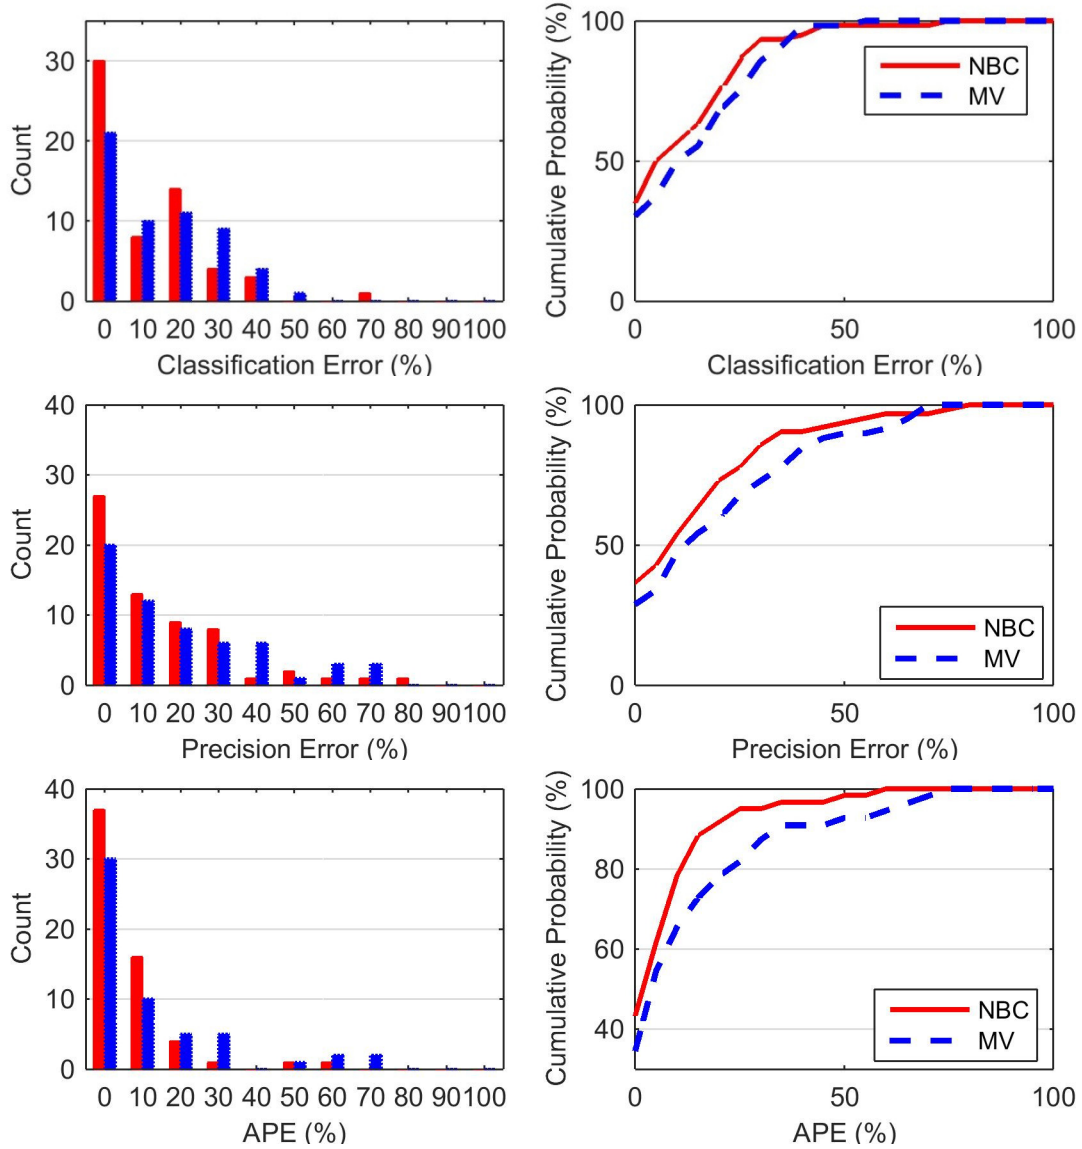 Count
30
20
10
0
0 10 20 30 40 50 60 70 80 90 100
Classification Error (%)
Cumulative Probability (%)
100
50
0
NBC
MV
0 50 100
Classification Error (%)
Count
40
30
20
10
0
0 10 20 30 40 50 60 70 80 90 100
Precision Error (%)
Cumulative Probability (%)
100
50
0
NBC
MV
0 50 100
Precision Error (%)
Count
40
30
20
10
0
0 10 20 30 40 50 60 70 80 90 100
APE (%)
Cumulative Probability (%)
100
80
60
40
NBC
MV
0 50 100
APE (%)